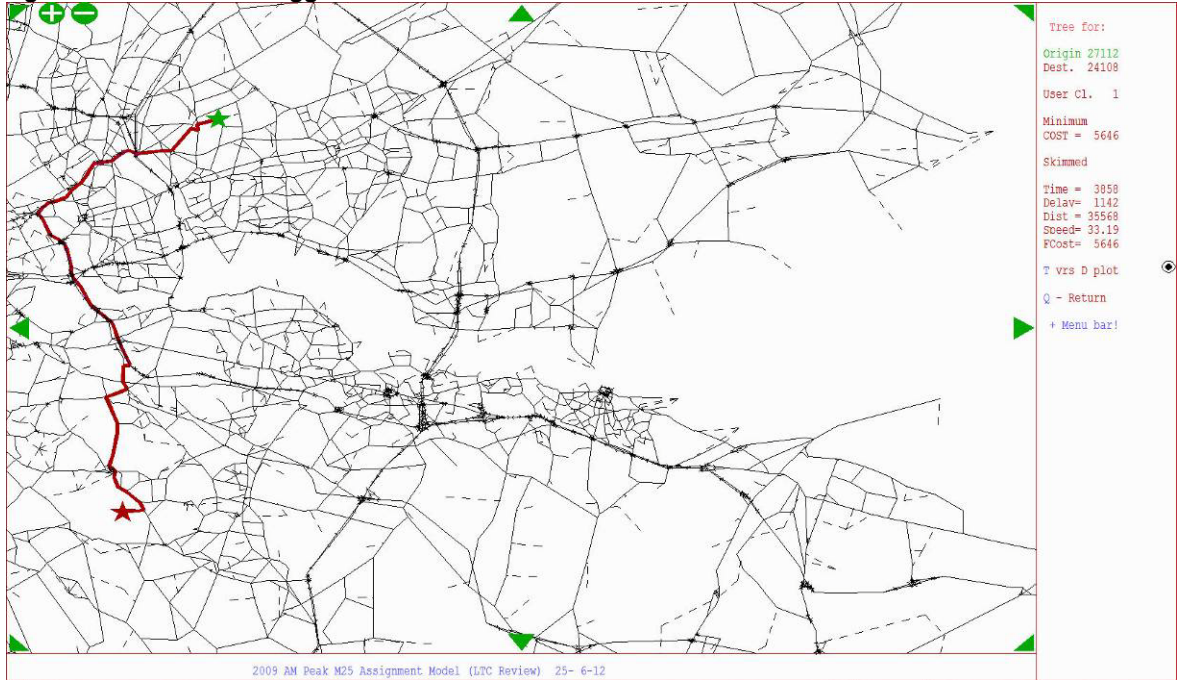 Tree for:
Origin 27112
Dest. 24108
User Cl. 1
Minimum
COST = 5646
Skimmed
Time = 3858
Delay= 1142
Dist = 35568
Speed= 33.19
FCost= 5646
T vrs D plot
Q - Return
+ Menu bar!
2009 AM Peak M25 Assignment Model (LTC Review) 25- 6-12